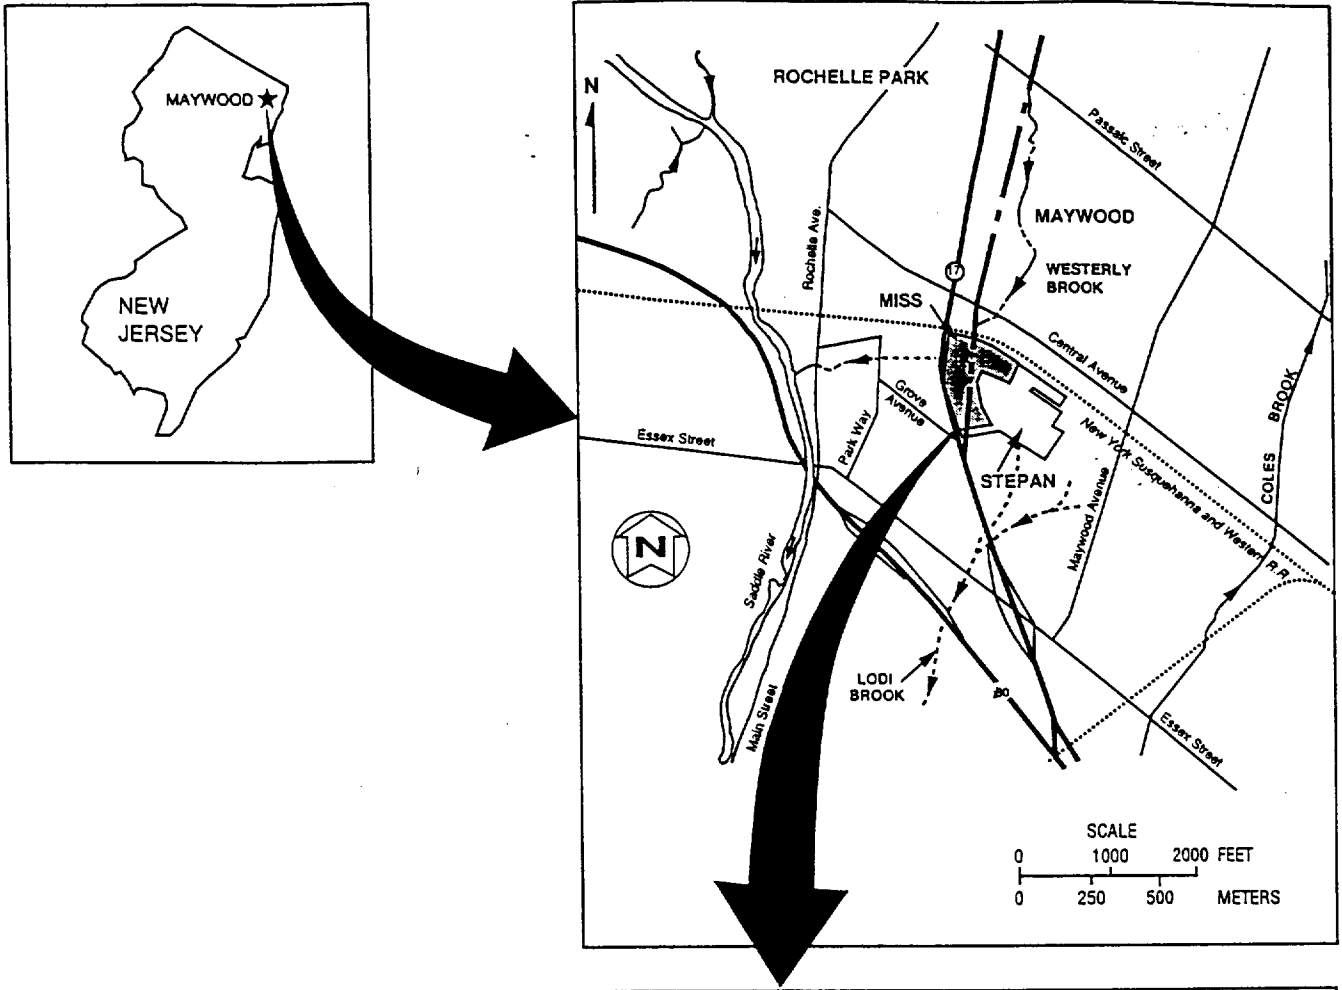 MAYWOOD
NEW
JERSEY
N
ROCHELLE PARK
Passaic Street
MAYWOOD
Rochelle Ave.
17
WESTERLY
BROOK
MISS
Central Avenue
Grove
Avenue
BROOK
COLES
Essex Street
Park Way
New York Susquehanna and Western R.R.
STEPAN
Maywood Avenue
N
Saddle River
LODI
BROOK
80
Main Street
Essex Street
SCALE
0 1000 2000 FEET
0 250 500 METERS